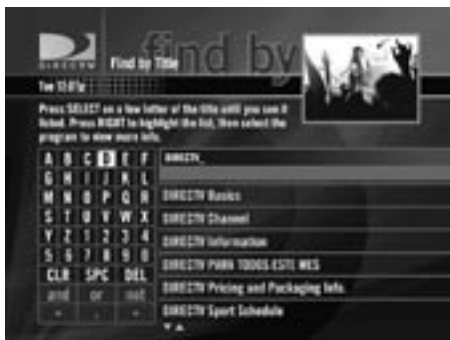 find by
DIRECTV
Find by Title
Tue 12:07a
Press SELECT on a few letter of the title until you see it
listed. Press RIGHT to highlight the list, then select the
program to view more info.
A B C D E F
G H I J K L
M N O P Q R
S T U V W X
Y Z 1 2 3 4
5 6 7 8 9 0
CLR SPC DEL
and or not
DIRECTV_
DIRECTV Basics
DIRECTV Channel
DIRECTV Information
DIRECTV PARA TODOS ESTE MES
DIRECTV Pricing and Packaging Info.
DIRECTV Sport Schedule